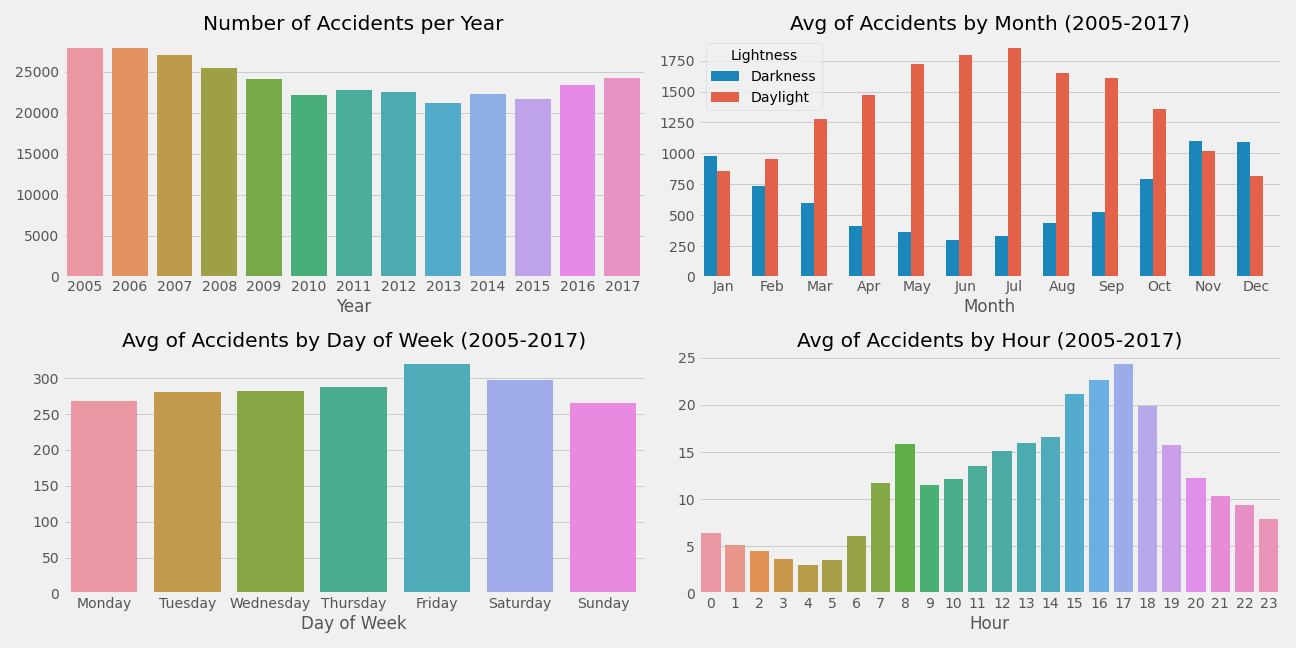 Number of Accidents per Year
25000
20000
15000
10000
5000
0
2005 2006 2007 2008 2009 2010 2011 2012 2013 2014 2015 2016 2017
Year
Avg of Accidents by Month (2005-2017)
Lightness
Darkness
Daylight
1750
1500
1250
1000
750
500
250
0
Jan Feb Mar Apr May Jun Jul Aug Sep Oct Nov Dec
Month
Avg of Accidents by Day of Week (2005-2017)
300
250
200
150
100
50
0
Monday Tuesday Wednesday Thursday Friday Saturday Sunday
Day of Week
Avg of Accidents by Hour (2005-2017)
25
20
15
10
5
0
0 1 2 3 4 5 6 7 8 9 10 11 12 13 14 15 16 17 18 19 20 21 22 23
Hour